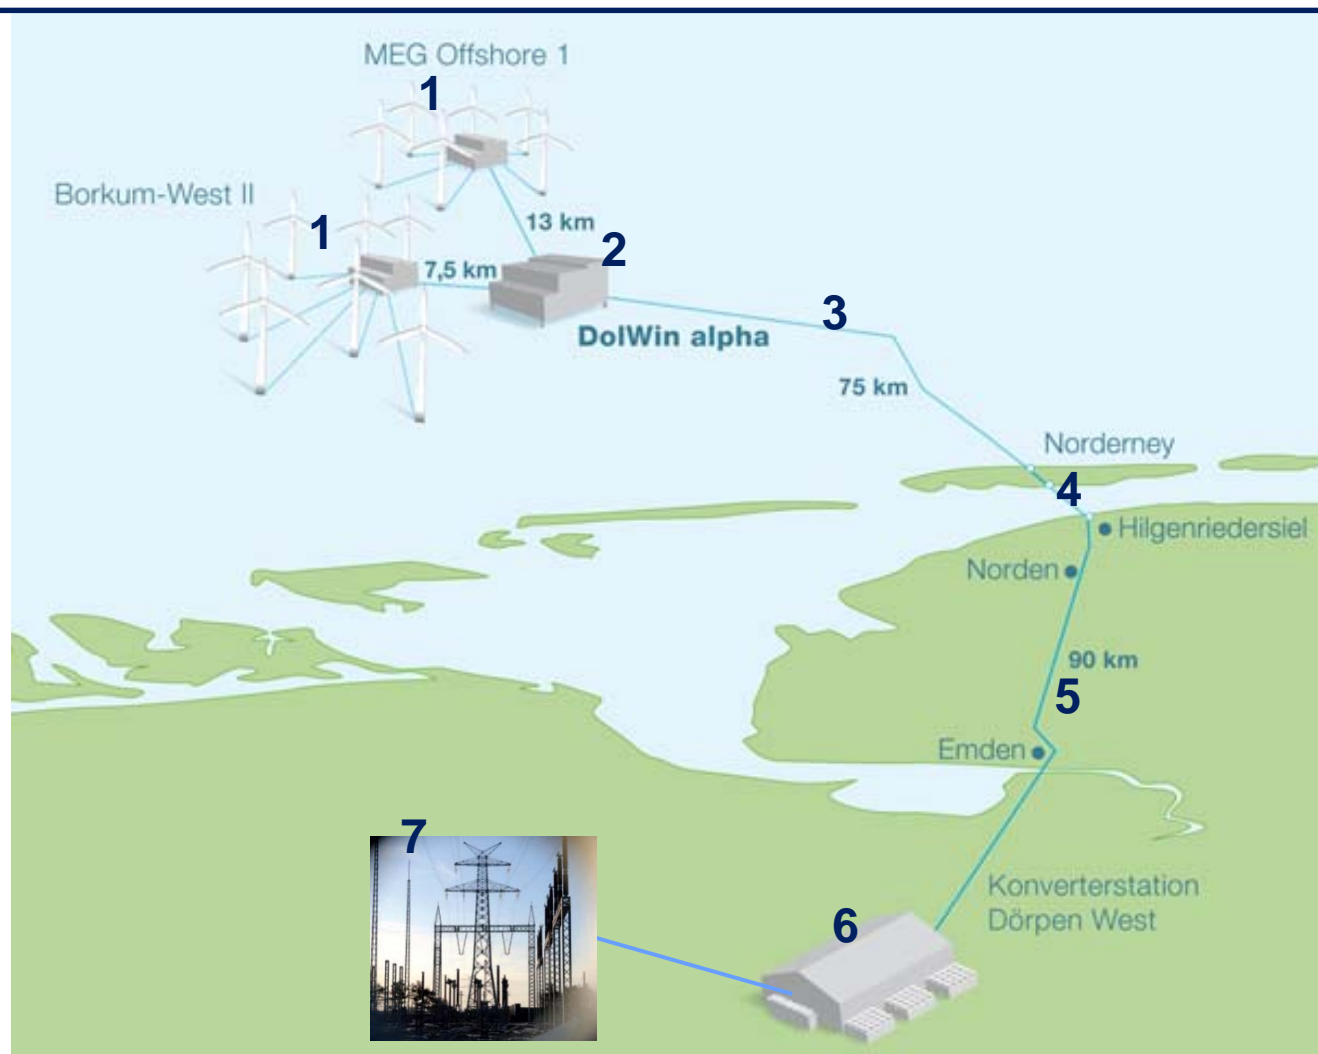 MEG Offshore 1
1
Borkum-West II
1
13 km
2
7,5 km
3
DolWin alpha
75 km
Norderney
4
Hilgenriedersiel
Norden
90 km
5
Emden
7
Konverterstation
Dörpen West
6